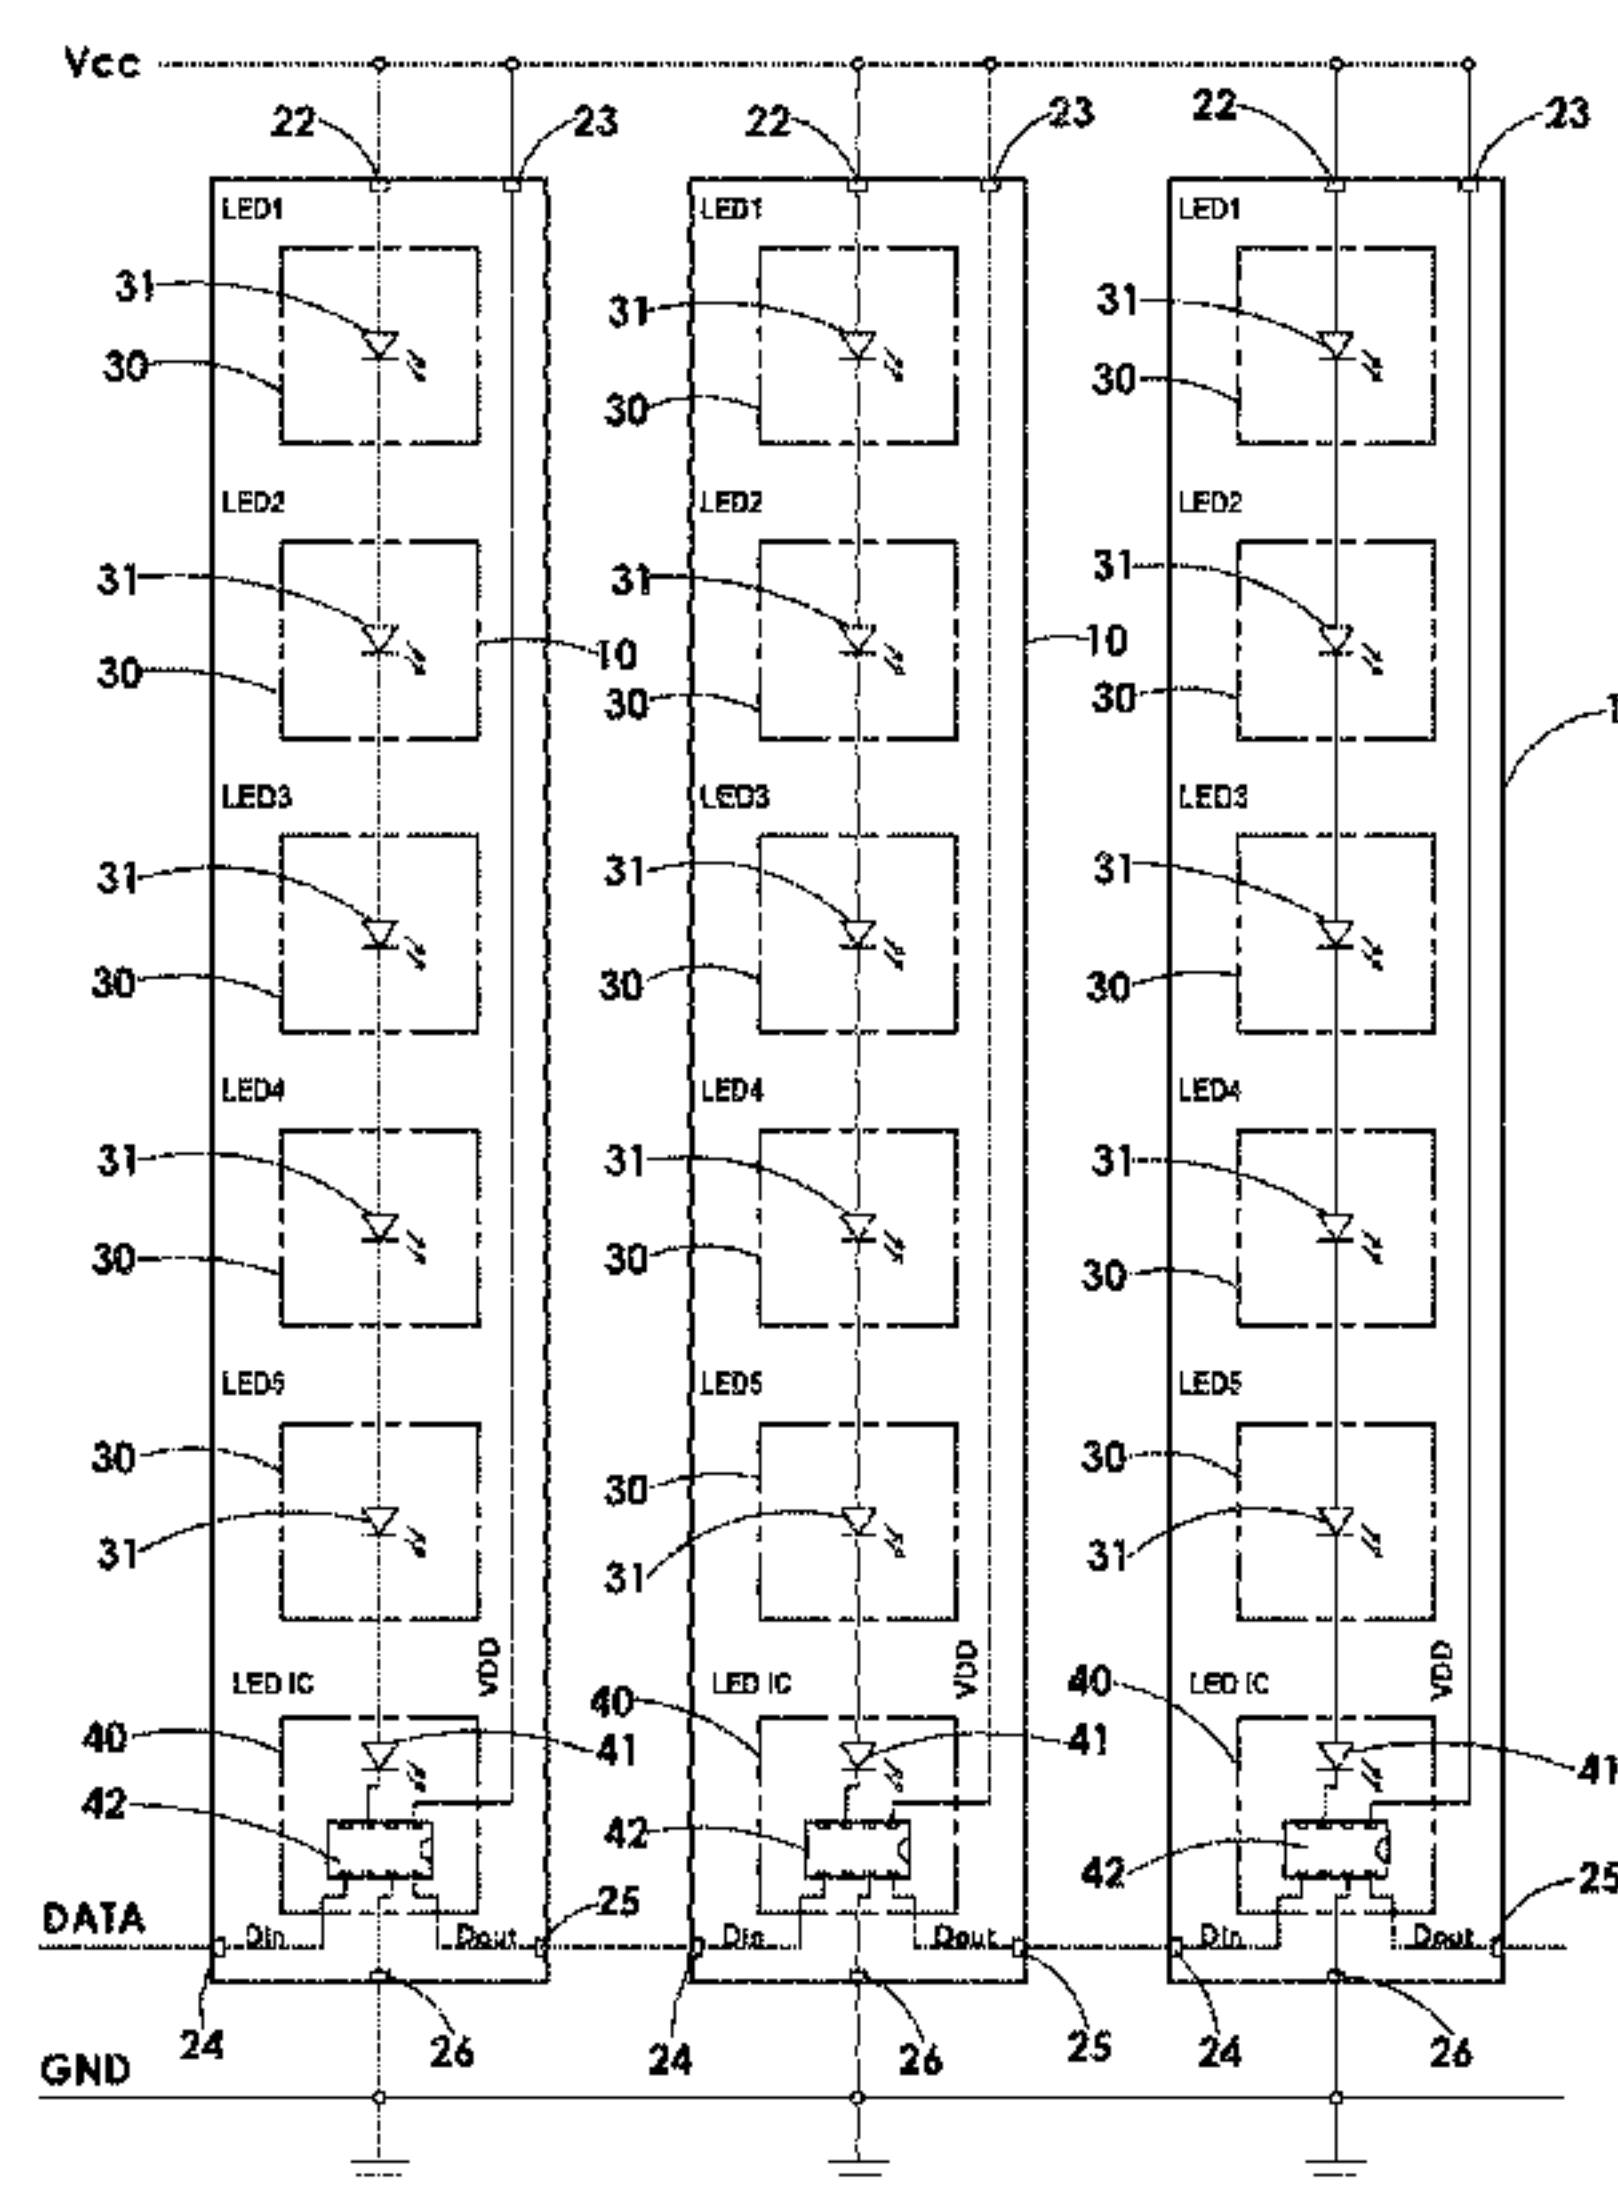 Vcc
22 23 22 23 22 23
LED1 LED1 LED1
31 31 31
30 30 30
LED2 LED2 LED2
31 31 31
10 10
30 30 30
LED3 LED3 LED3
31 31 31
30 30 30
LED4 LED4 LED4
31 31 31
30 30 30
LED5 LED5 LED5
30 30 30
31 31 31
VDD VDD VDD
LED IC LED IC LED IC
40 40 40
41 41 41
42 42 42
25 25
DATA Din Dout Din Dout Din Dout
24 26 24 26 25 24 26
GND